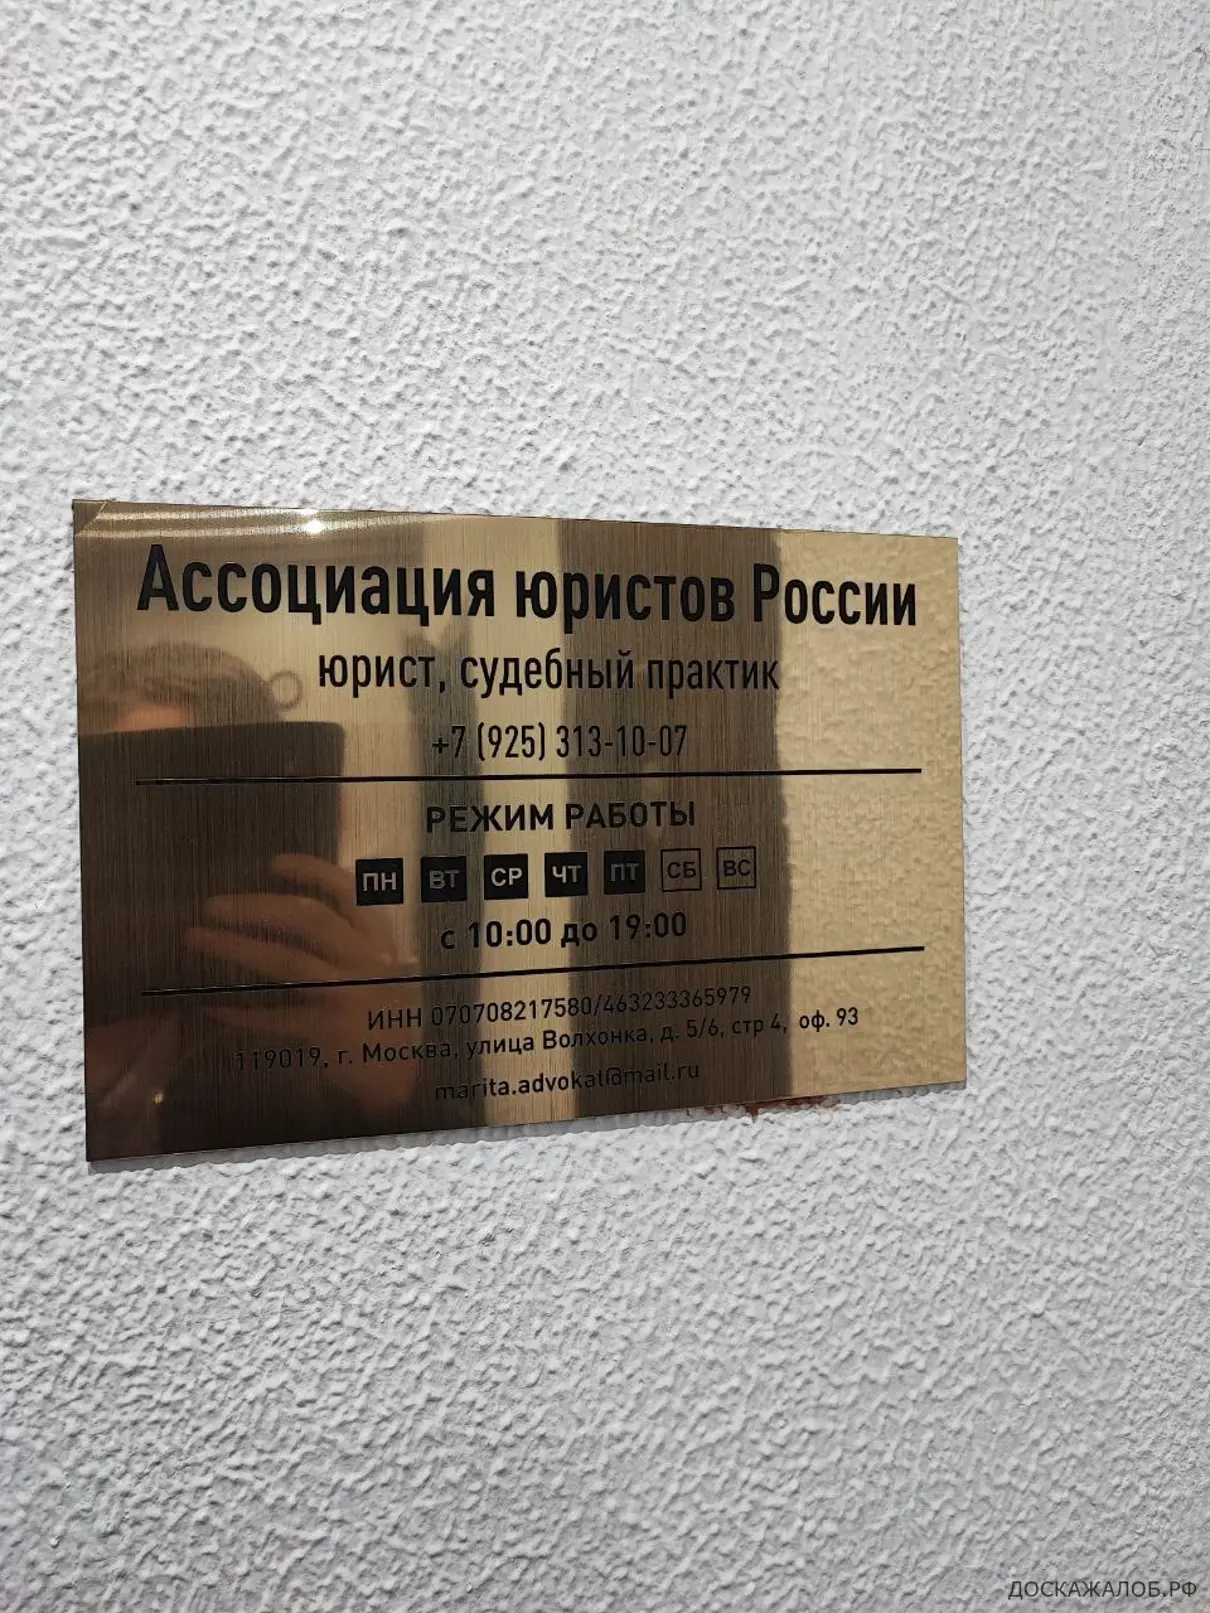 Ассоциация юристов России
юрист, судебный практик
+7 (925) 313-10-07
РЕЖИМ РАБОТЫ
ПН ВТ СР ЧТ ПТ СБ ВС
с 10:00 до 19:00
ИНН 070708217580/463233365979
119019, г. Москва, улица Волхонка, д. 5/6, стр 4, оф. 93
marita.advokat@mail.ru
ДОСКАЖАЛОБ.РФ